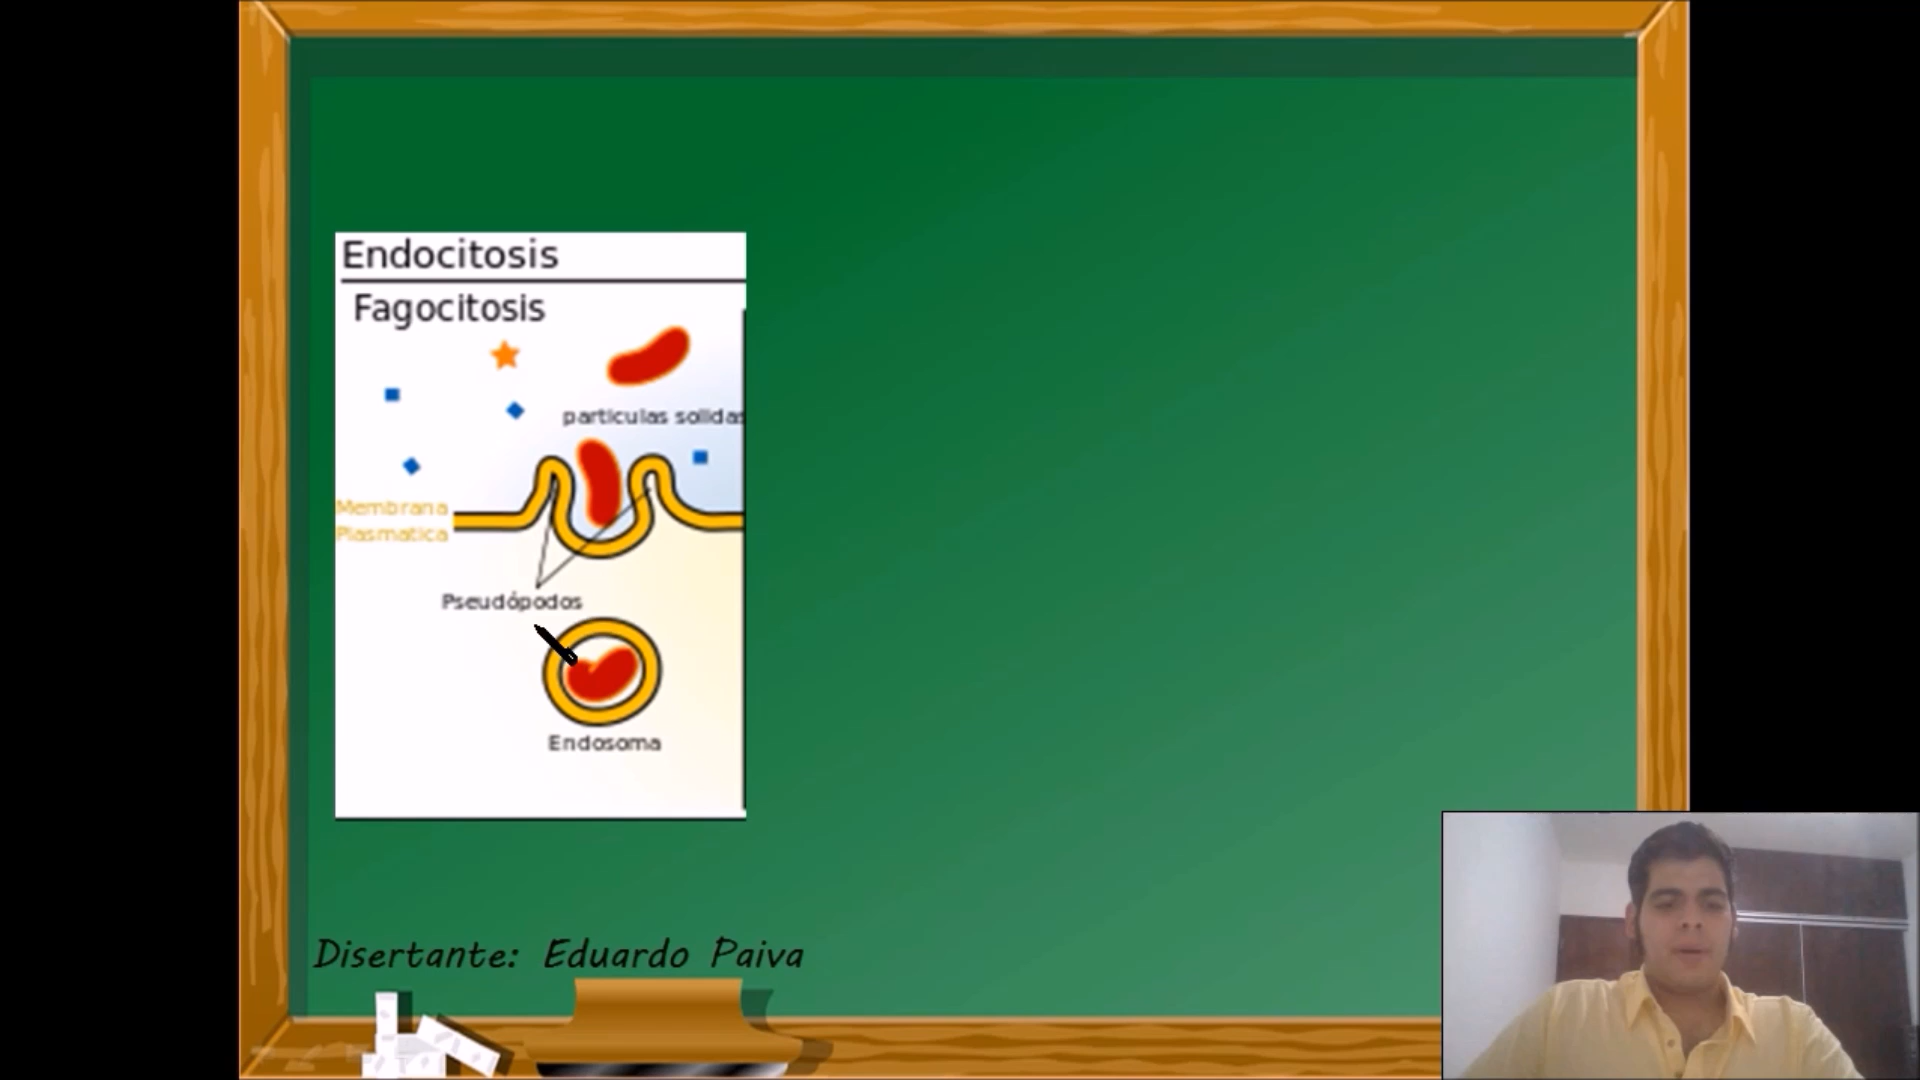 Endocitosis
Fagocitosis
particulas solidas
Membrana
Plasmatica
Pseudópodos
Endosoma
Disertante: Eduardo Paiva